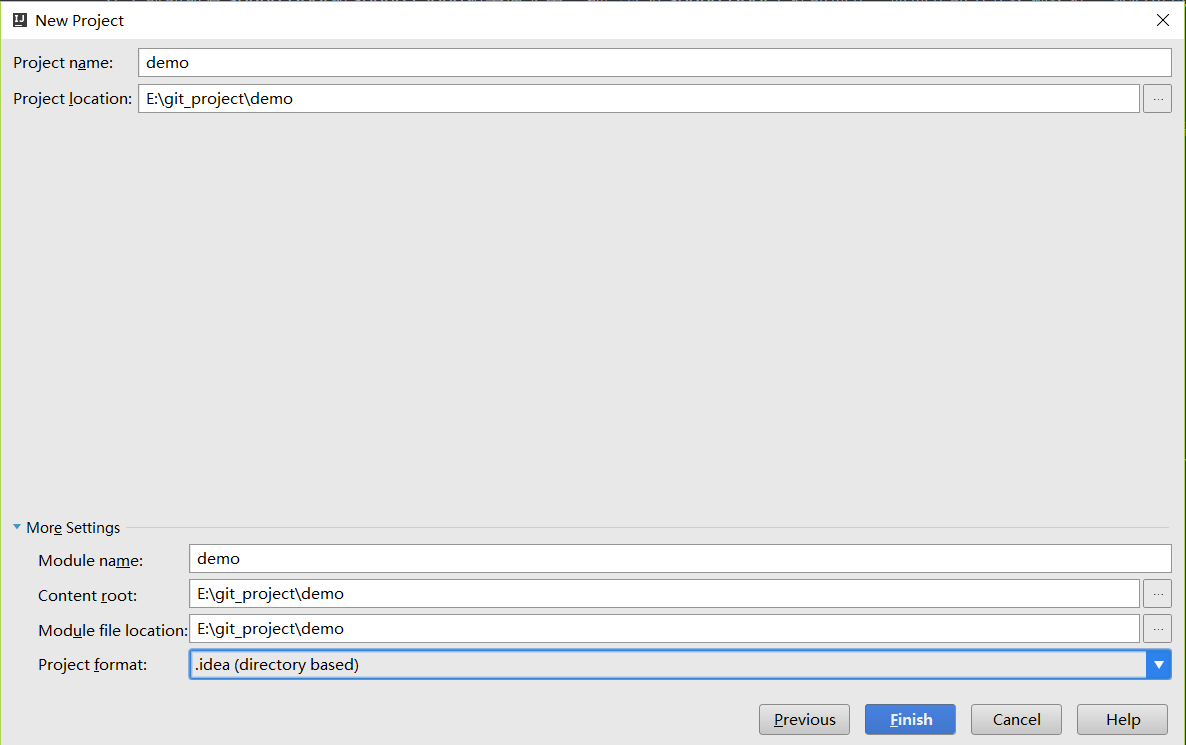 New Project
Project name: demo
Project location: E:\git_project\demo ...
More Settings
Module name: demo
Content root: E:\git_project\demo ...
Module file location: E:\git_project\demo ...
Project format: .idea (directory based)
Previous Finish Cancel Help